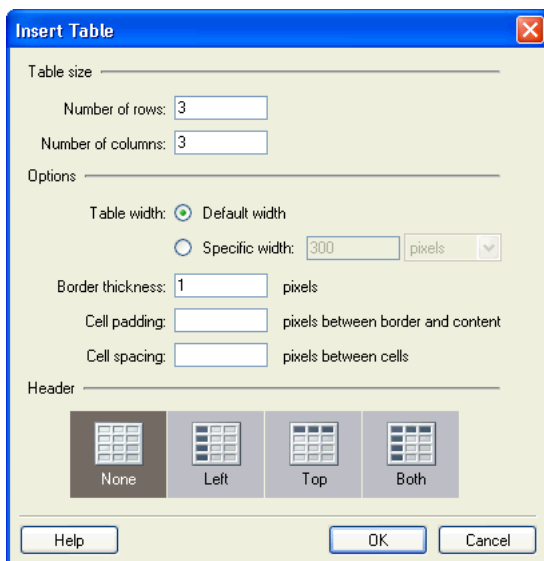 Insert Table
Table size
Number of rows: 3
Number of columns: 3
Options
Table width: Default width
Specific width: 300 pixels
Border thickness: 1 pixels
Cell padding: pixels between border and content
Cell spacing: pixels between cells
Header
None Left Top Both
Help OK Cancel